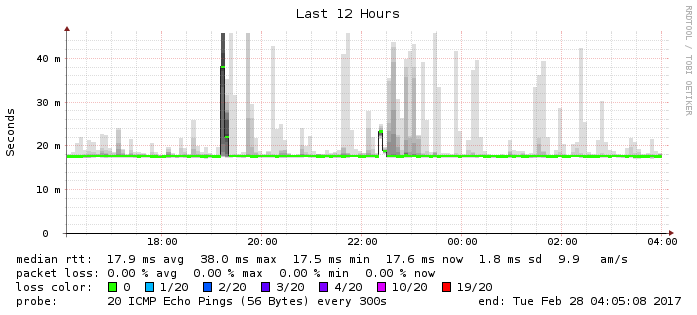 Last 12 Hours
RRDTOOL / TOBI OETIKER
Seconds
40 m
30 m
20 m
10 m
0
18:00 20:00 22:00 00:00 02:00 04:00
median rtt: 17.9 ms avg 38.0 ms max 17.5 ms min 17.6 ms now 1.8 ms sd 9.9 am/s
packet loss: 0.00 % avg 0.00 % max 0.00 % min 0.00 % now
loss color: 0 1/20 2/20 3/20 4/20 10/20 19/20
probe: 20 ICMP Echo Pings (56 Bytes) every 300s end: Tue Feb 28 04:05:08 2017